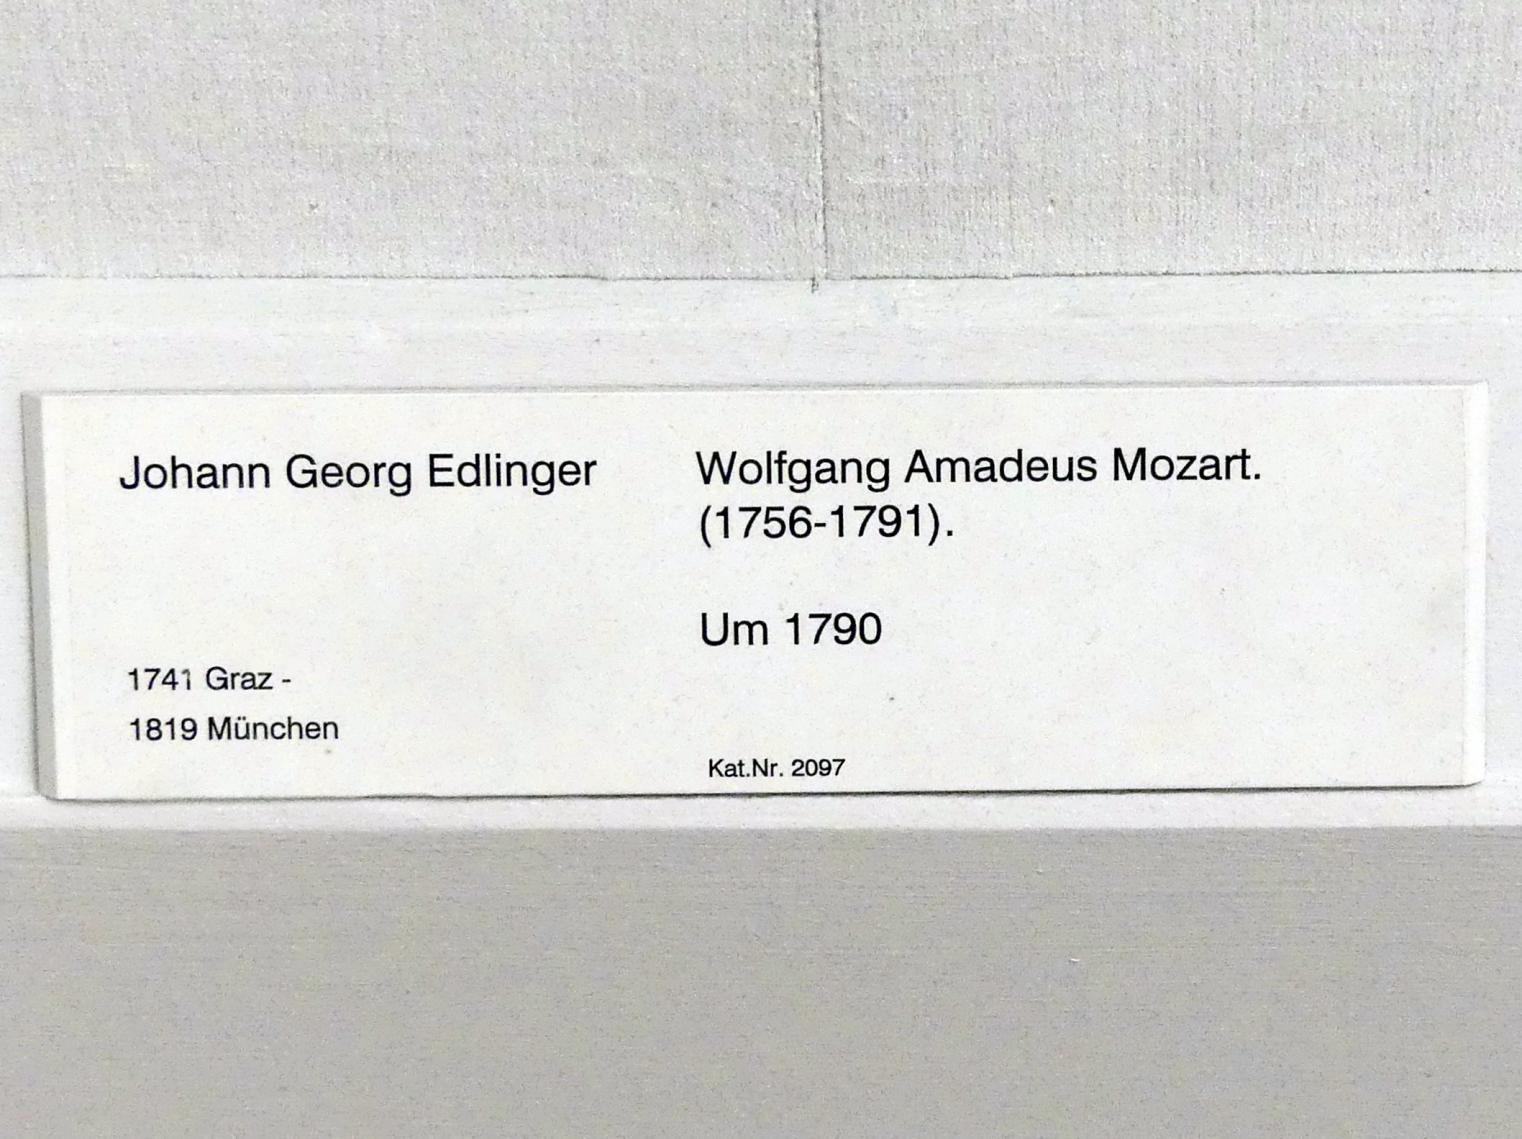 Johann Georg Edlinger
1741 Graz -
1819 München
Wolfgang Amadeus Mozart.
(1756-1791).
Um 1790
Kat.Nr. 2097